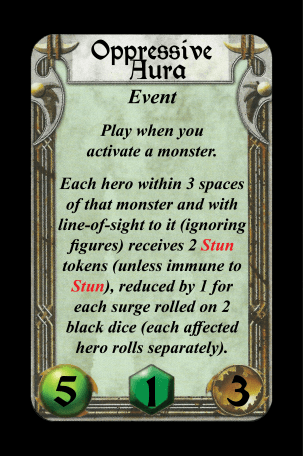 Oppressive
Aura
Event
Play when you
activate a monster.
Each hero within 3 spaces
of that monster and with
line-of-sight to it (ignoring
figures) receives 2 Stun
tokens (unless immune to
Stun), reduced by 1 for
each surge rolled on 2
black dice (each affected
hero rolls separately).
5 1 3